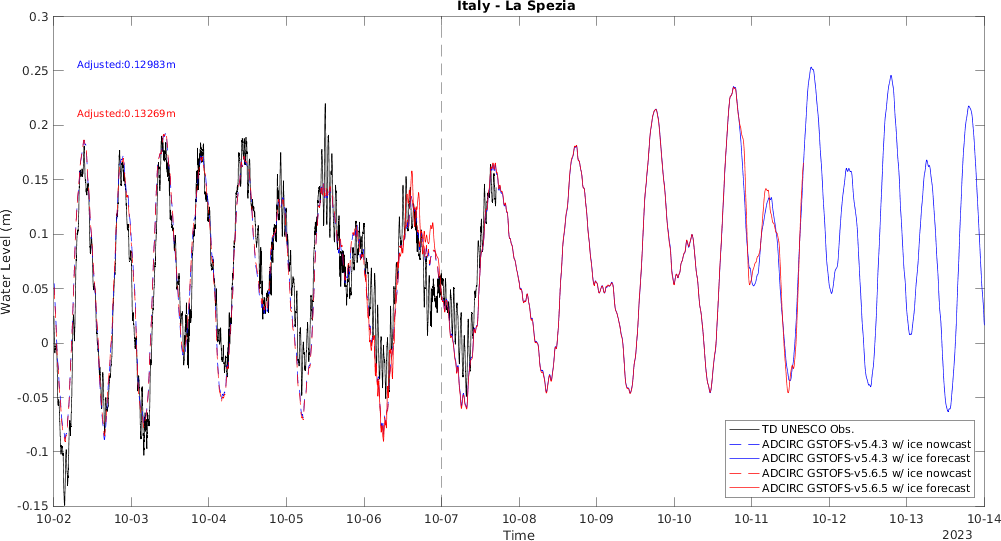 Italy - La Spezia
0.3
0.25
0.2
0.15
0.1
0.05
0
-0.05
-0.1
-0.15
Water Level (m)
Adjusted:0.12983m
Adjusted:0.13269m
TD UNESCO Obs.
ADCIRC GSTOFS-v5.4.3 w/ ice nowcast
ADCIRC GSTOFS-v5.4.3 w/ ice forecast
ADCIRC GSTOFS-v5.6.5 w/ ice nowcast
ADCIRC GSTOFS-v5.6.5 w/ ice forecast
10-02 10-03 10-04 10-05 10-06 10-07 10-08 10-09 10-10 10-11 10-12 10-13 10-14
Time
2023